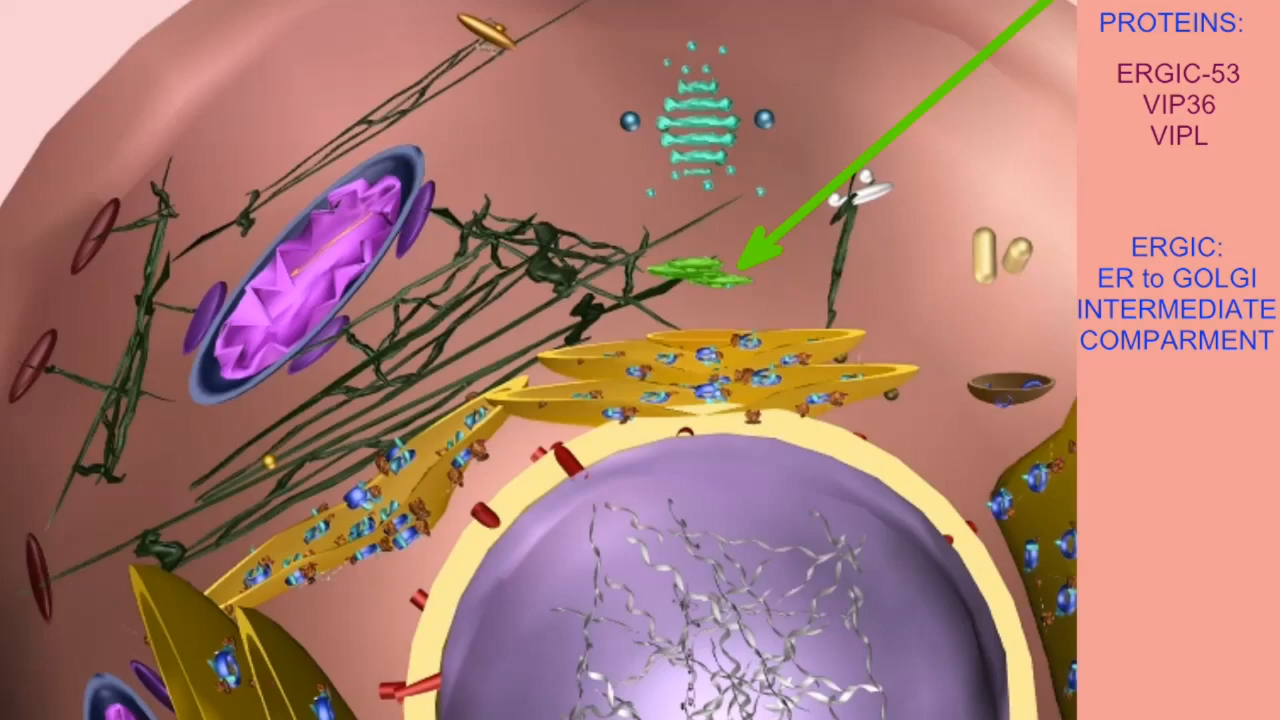 PROTEINS:
ERGIC-53
VIP36
VIPL
ERGIC:
ER to GOLGI
INTERMEDIATE
COMPARMENT